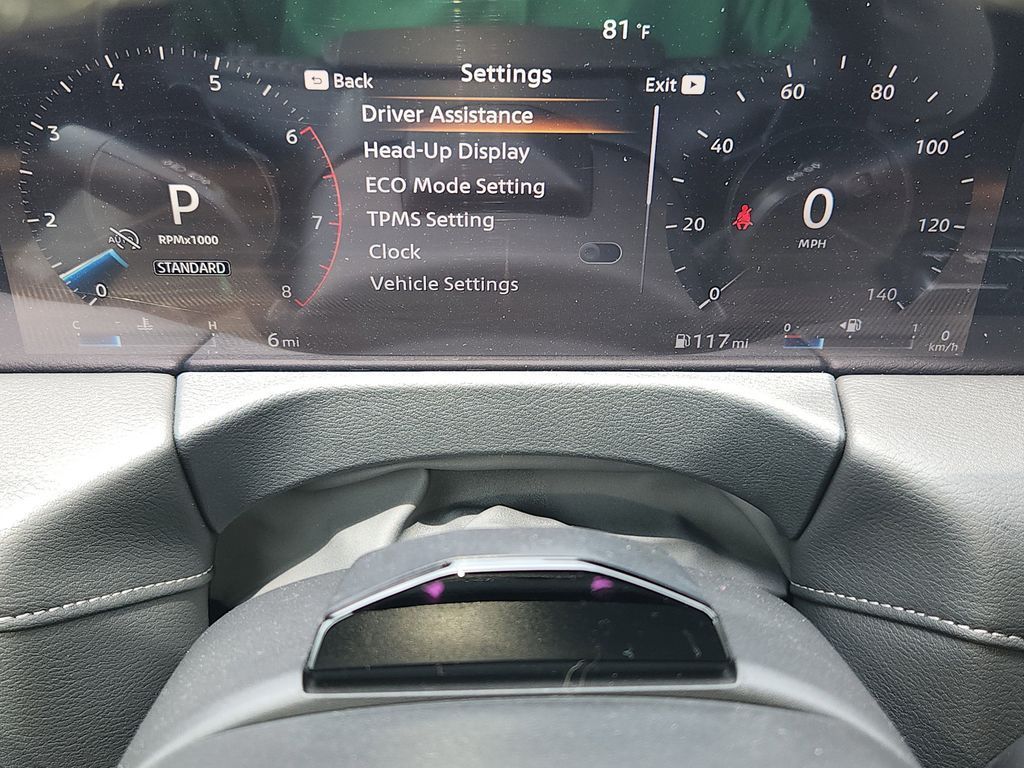 81°F
Back
Settings
Exit
Driver Assistance
Head-Up Display
ECO Mode Setting
TPMS Setting
Clock
Vehicle Settings
0
2
3
4
5
6
7
8
P
AUTO
RPMx1000
STANDARD
C
H
6 mi
0
20
40
60
80
100
120
140
0
MPH
117 mi
0
1
0
km/h